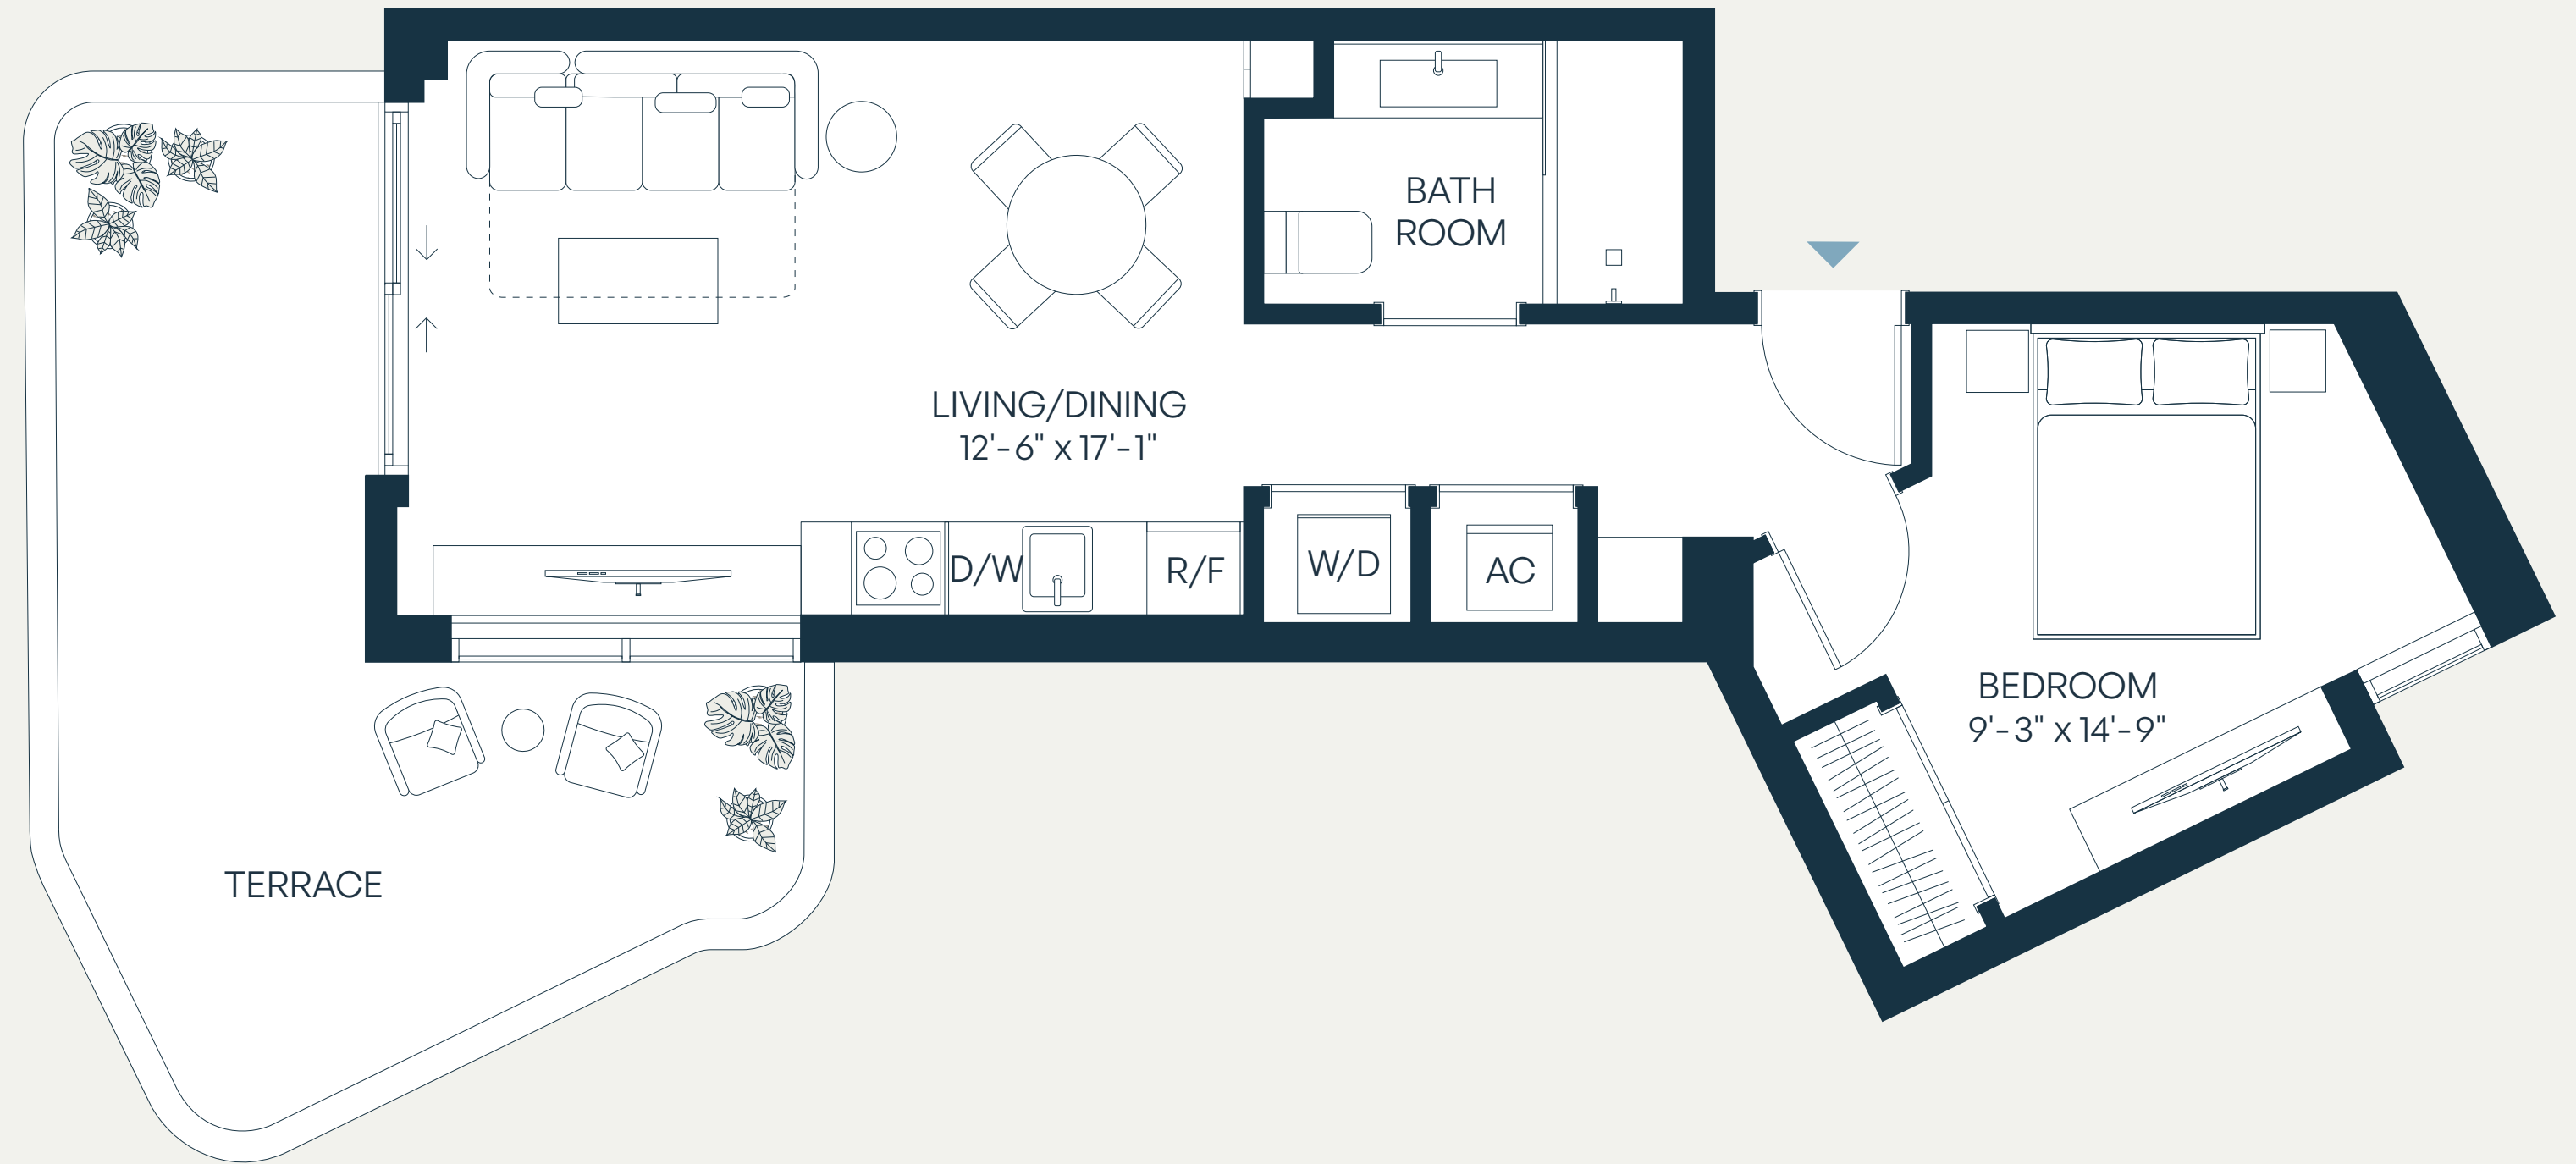 BATH
ROOM
LIVING/DINING
12'-6" x 17'-1"
D/W
R/F
W/D
AC
BEDROOM
9'-3" x 14'-9"
TERRACE